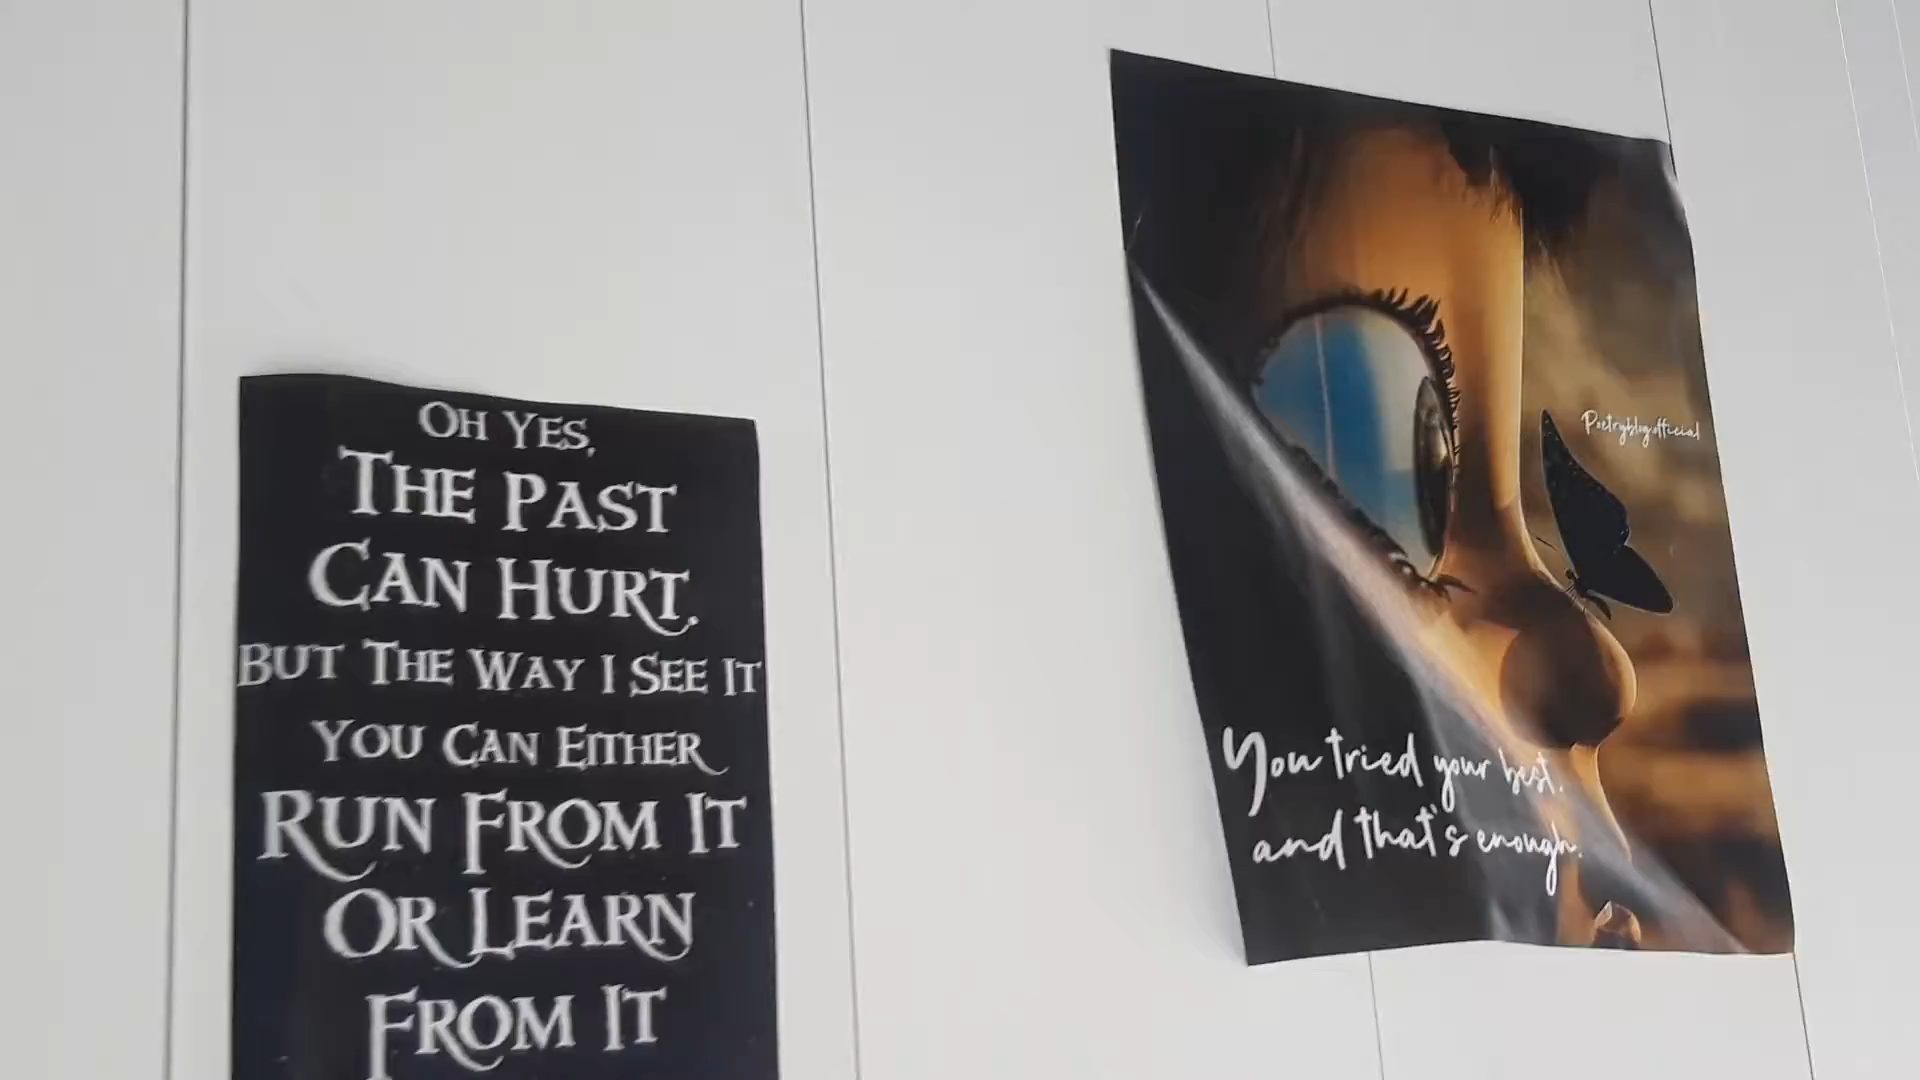 OH YES,
THE PAST
CAN HURT.
BUT THE WAY I SEE IT
YOU CAN EITHER
RUN FROM IT
OR LEARN
FROM IT
Poetryblogofficial
You tried your best,
and that's enough.